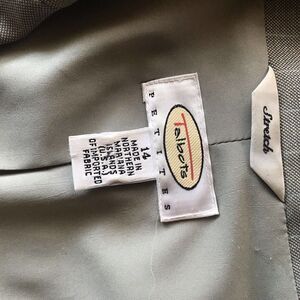 Talbots
PETITES
14
MADE IN
NORTHERN
MARIANA
ISLANDS
(U.S.A.)
OF IMPORTED
FABRIC
Stretch